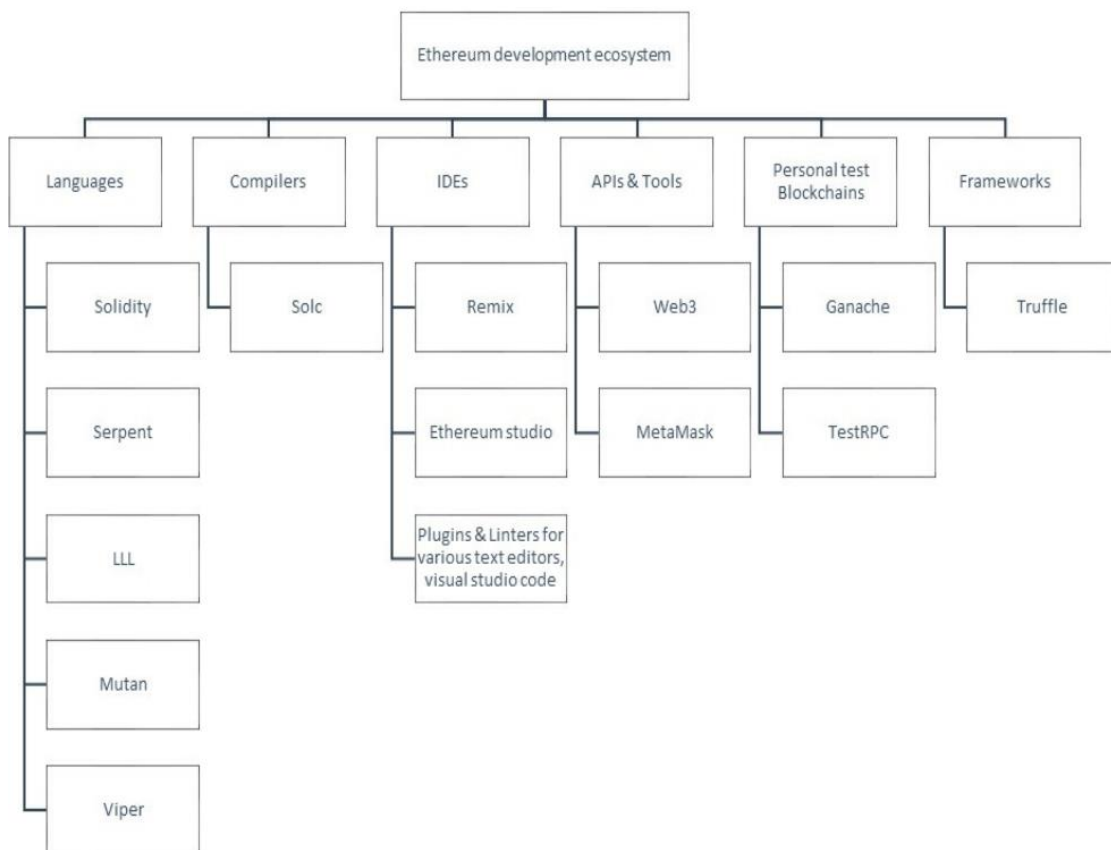 Ethereum development ecosystem
Languages
Compilers
IDEs
APIs & Tools
Personal test
Blockchains
Frameworks
Solidity
Solc
Remix
Web3
Ganache
Truffle
Serpent
Ethereum studio
MetaMask
TestRPC
LLL
Plugins & Linters for
various text editors,
visual studio code
Mutan
Viper